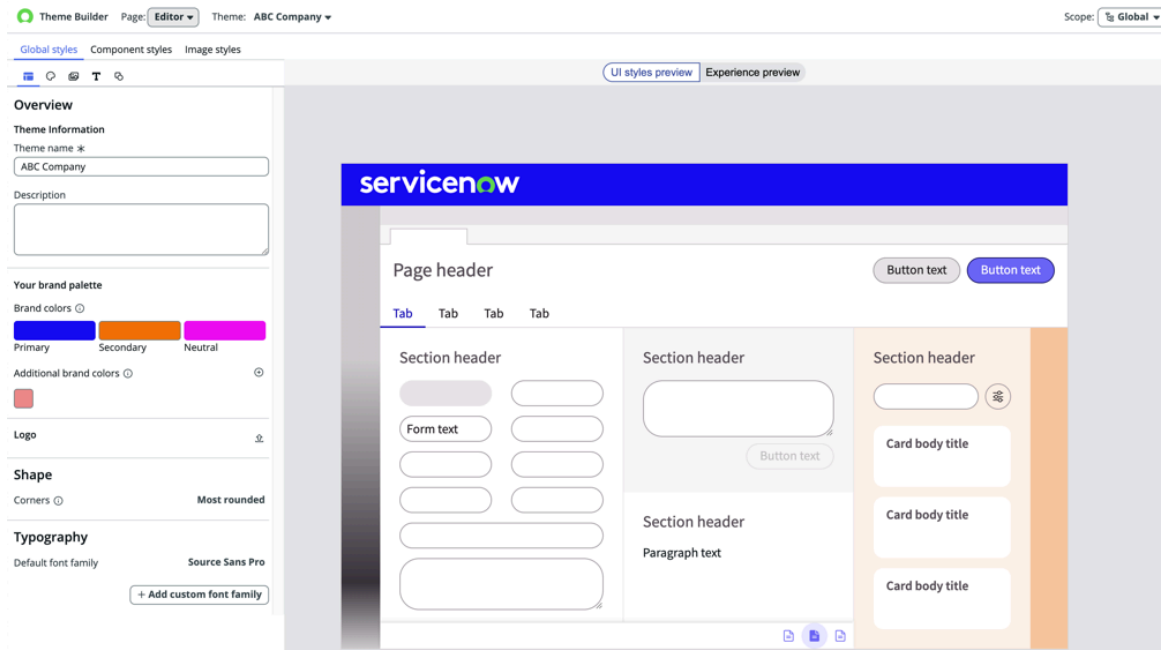 Theme Builder Page: Editor Theme: ABC Company Scope: Global
Global styles Component styles Image styles
UI styles preview Experience preview
T
Overview
Theme Information
Theme name *
ABC Company
Description
Your brand palette
Brand colors
Primary Secondary Neutral
Additional brand colors
Logo
Shape
Corners Most rounded
Typography
Default font family Source Sans Pro
+ Add custom font family
servicenow
Page header Button text Button text
Tab Tab Tab Tab
Section header
Form text
Section header
Button text
Section header
Paragraph text
Section header
Card body title
Card body title
Card body title